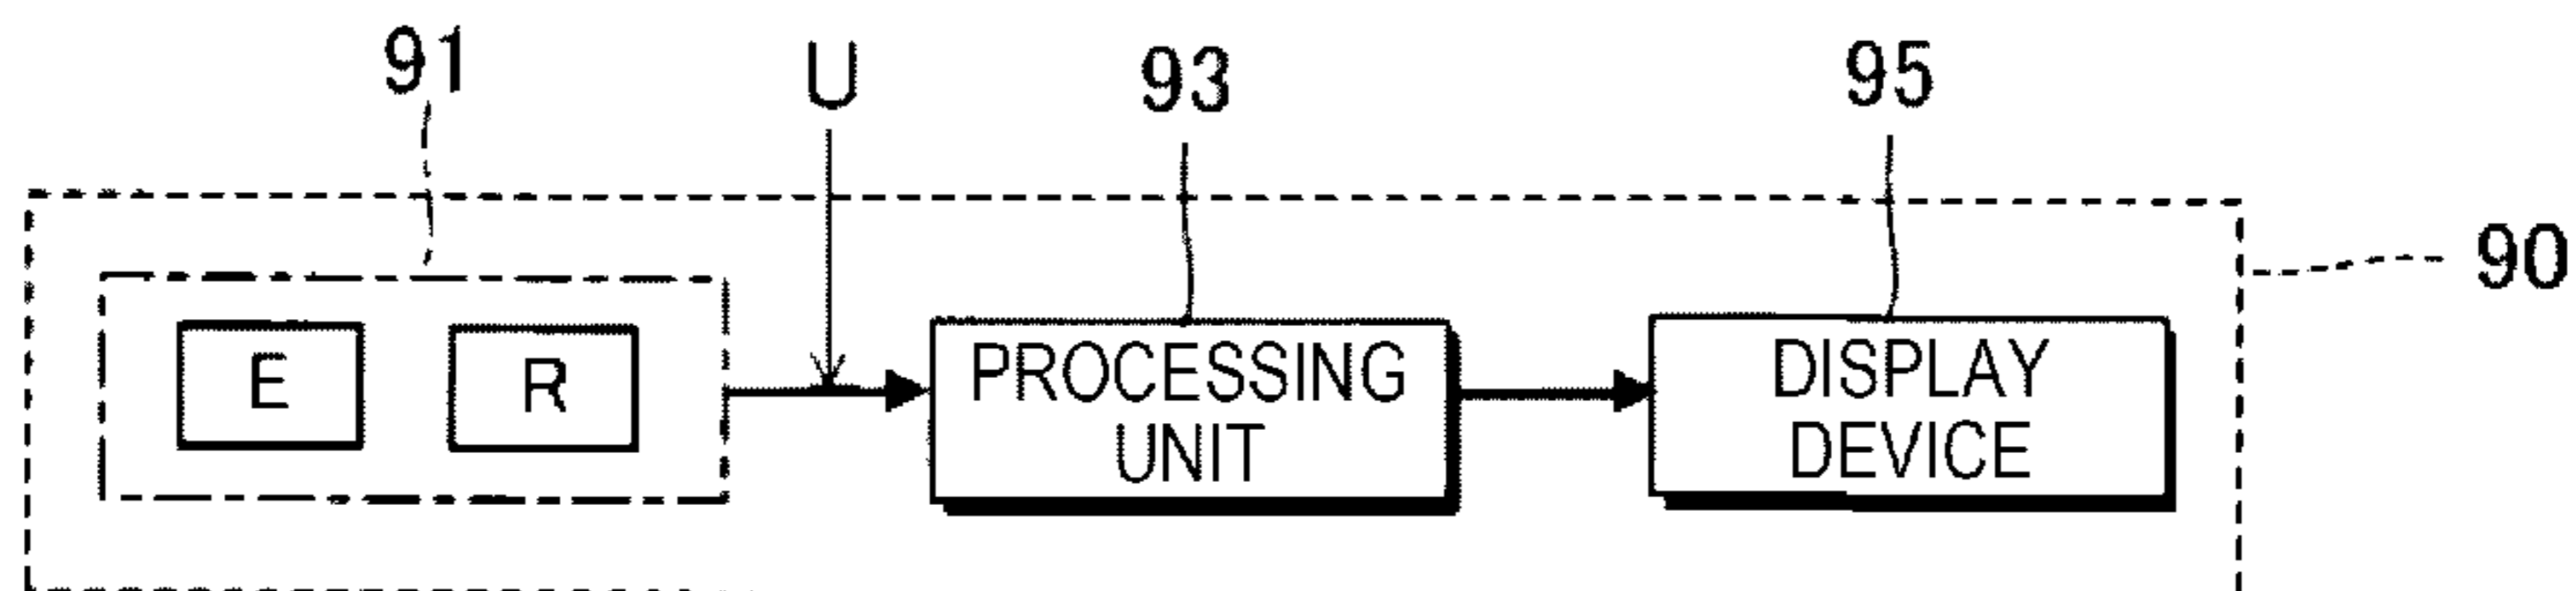 91 U 93 95
90
E R PROCESSING UNIT DISPLAY DEVICE